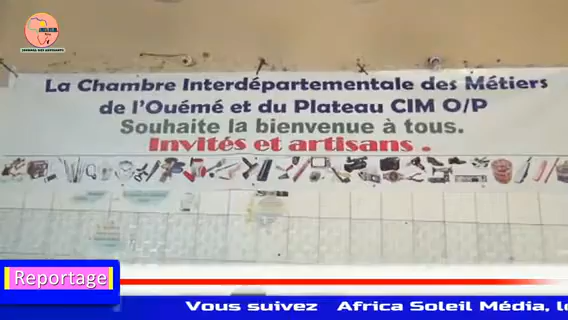 La Chambre Interdépartementale des Métiers
de l'Ouémé et du Plateau CIM O/P
Souhaite la bienvenue à tous.
Invités et artisans .
Reportage
Vous suivez Africa Soleil Média, l